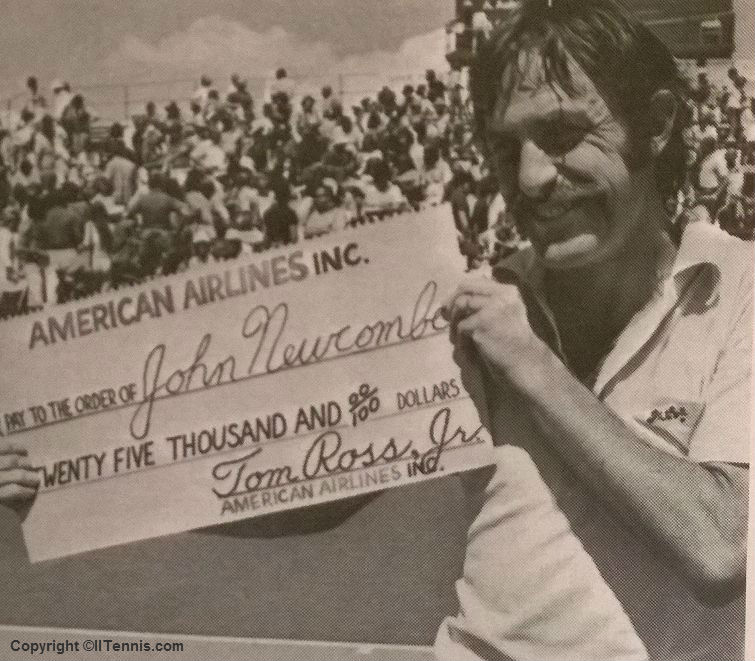 AMERICAN AIRLINES INC.
PAY TO THE ORDER OF John Newcombe
TWENTY FIVE THOUSAND AND 00/100 DOLLARS
Tom Ross, Jr.
AMERICAN AIRLINES INC.
Copyright ©IITennis.com